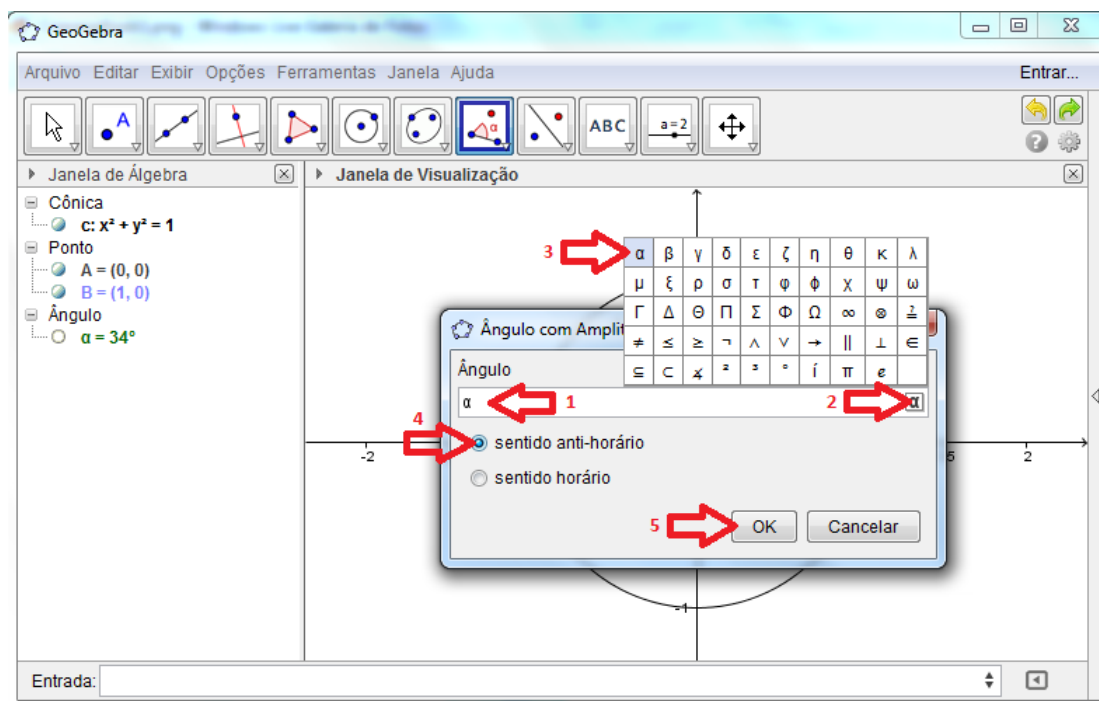 GeoGebra
Arquivo Editar Exibir Opções Ferramentas Janela Ajuda
Entrar...
A
α
ABC
a=2
Janela de Álgebra
Janela de Visualização
Cônica
c: x² + y² = 1
Ponto
A = (0, 0)
B = (1, 0)
Ângulo
α = 34°
3
α β γ δ ε ζ η θ κ λ
μ ξ ρ σ τ φ ϕ χ ψ ω
Γ Δ Θ Π Σ Φ Ω ∞ ⊗ ≟
≠ ≤ ≥ ¬ ∧ ∨ → ∥ ⊥ ∈
⊆ ⊂ ∡ ² ³ ° í π ℯ
Ângulo com Amplit
Ângulo
α
1
2
α
4
sentido anti-horário
sentido horário
5
OK
Cancelar
-2
5
2
-1
Entrada: